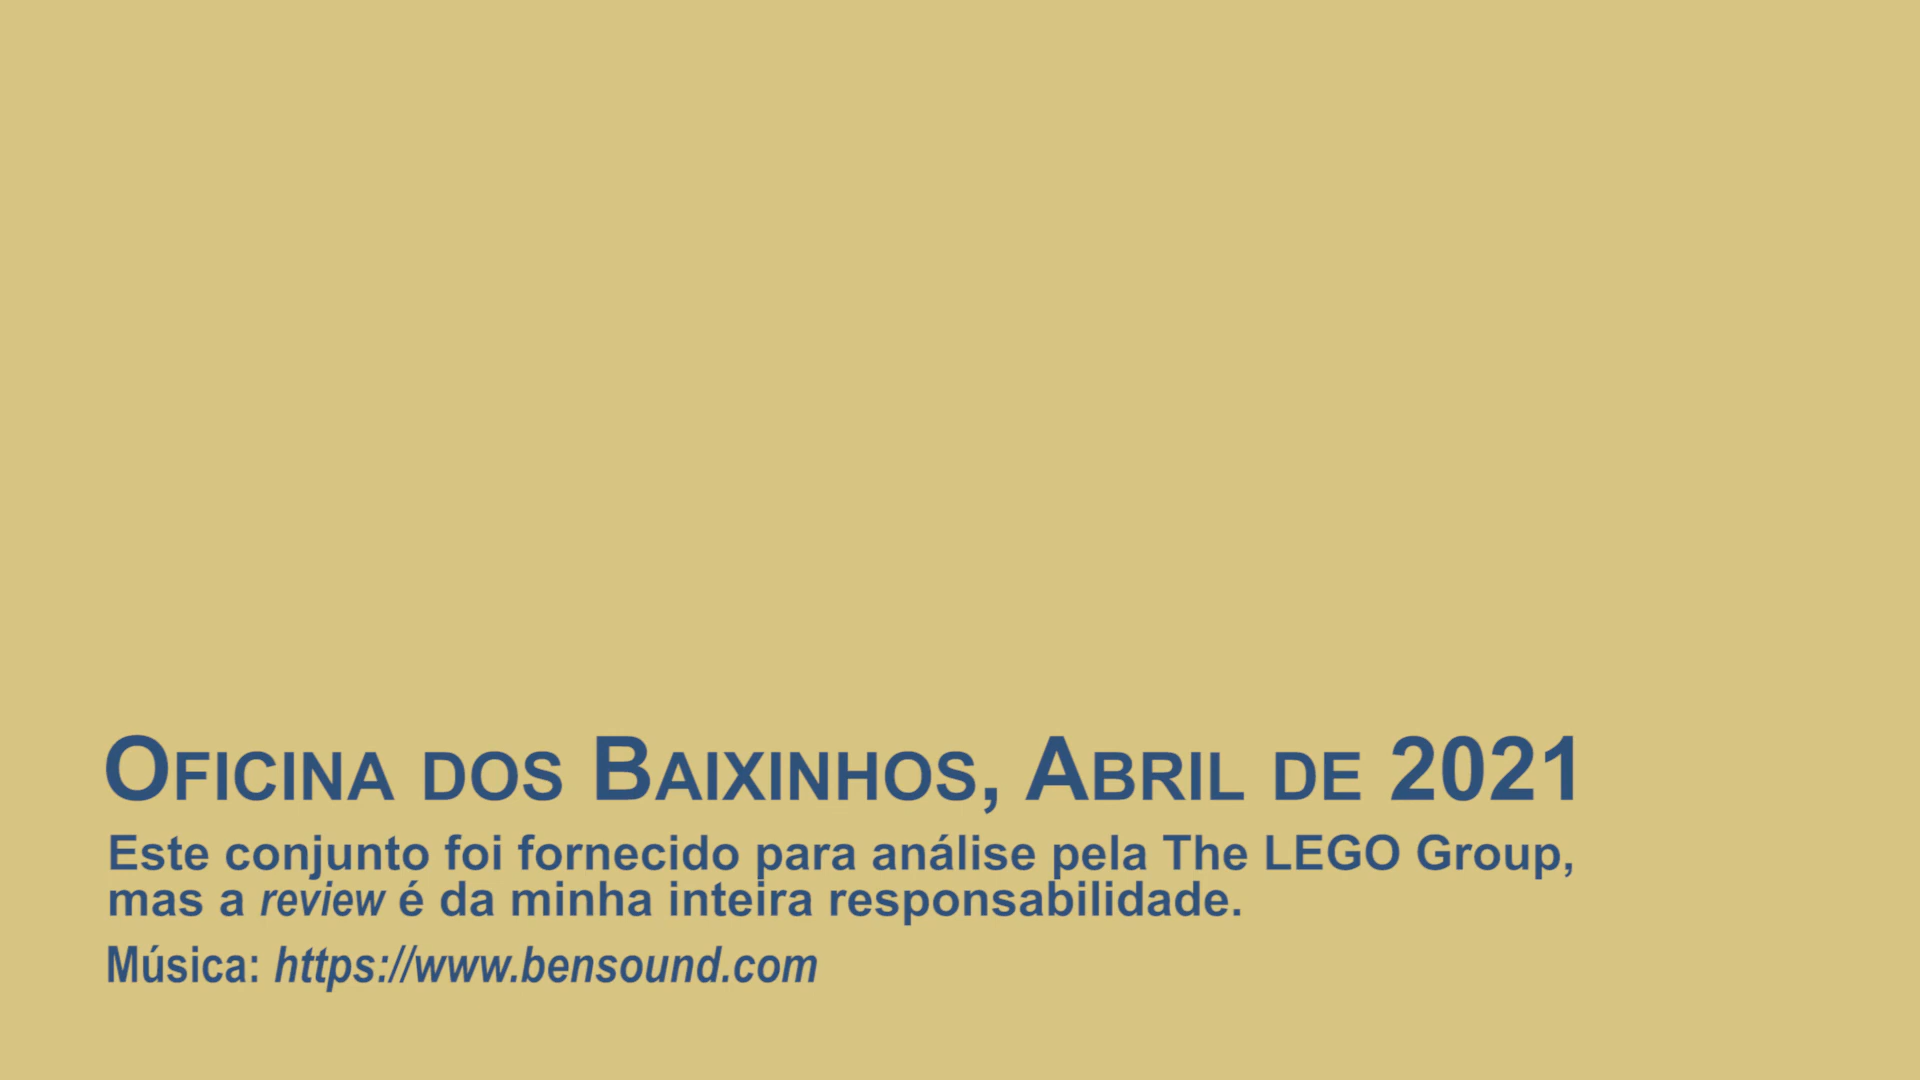 Oficina dos Baixinhos, Abril de 2021
Este conjunto foi fornecido para análise pela The LEGO Group,
mas a review é da minha inteira responsabilidade.
Música: https://www.bensound.com